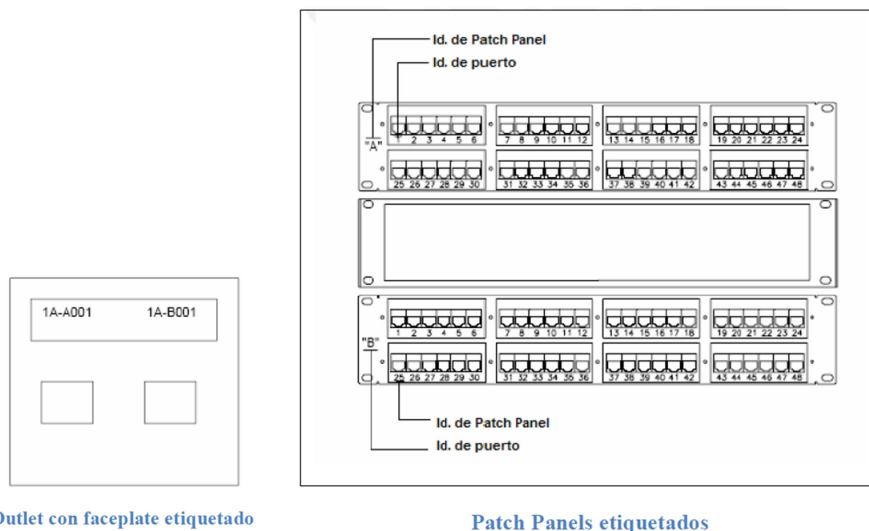 Id. de Patch Panel
Id. de puerto
"A"
2 3 4 5 6 7 8 9 10 11 12 13 14 15 16 17 18 19 20 21 22 23 24
25 26 27 28 29 30 31 32 33 34 35 36 37 38 39 40 41 42 43 44 45 46 47 48
1 2 3 4 5 6 7 8 9 10 11 12 13 14 15 16 17 18 19 20 21 22 23 24
"B"
25 26 27 28 29 30 31 32 33 34 35 36 37 38 39 40 41 42 43 44 45 46 47 48
Id. de Patch Panel
Id. de puerto
1A-A001 1A-B001
Outlet con faceplate etiquetado
Patch Panels etiquetados